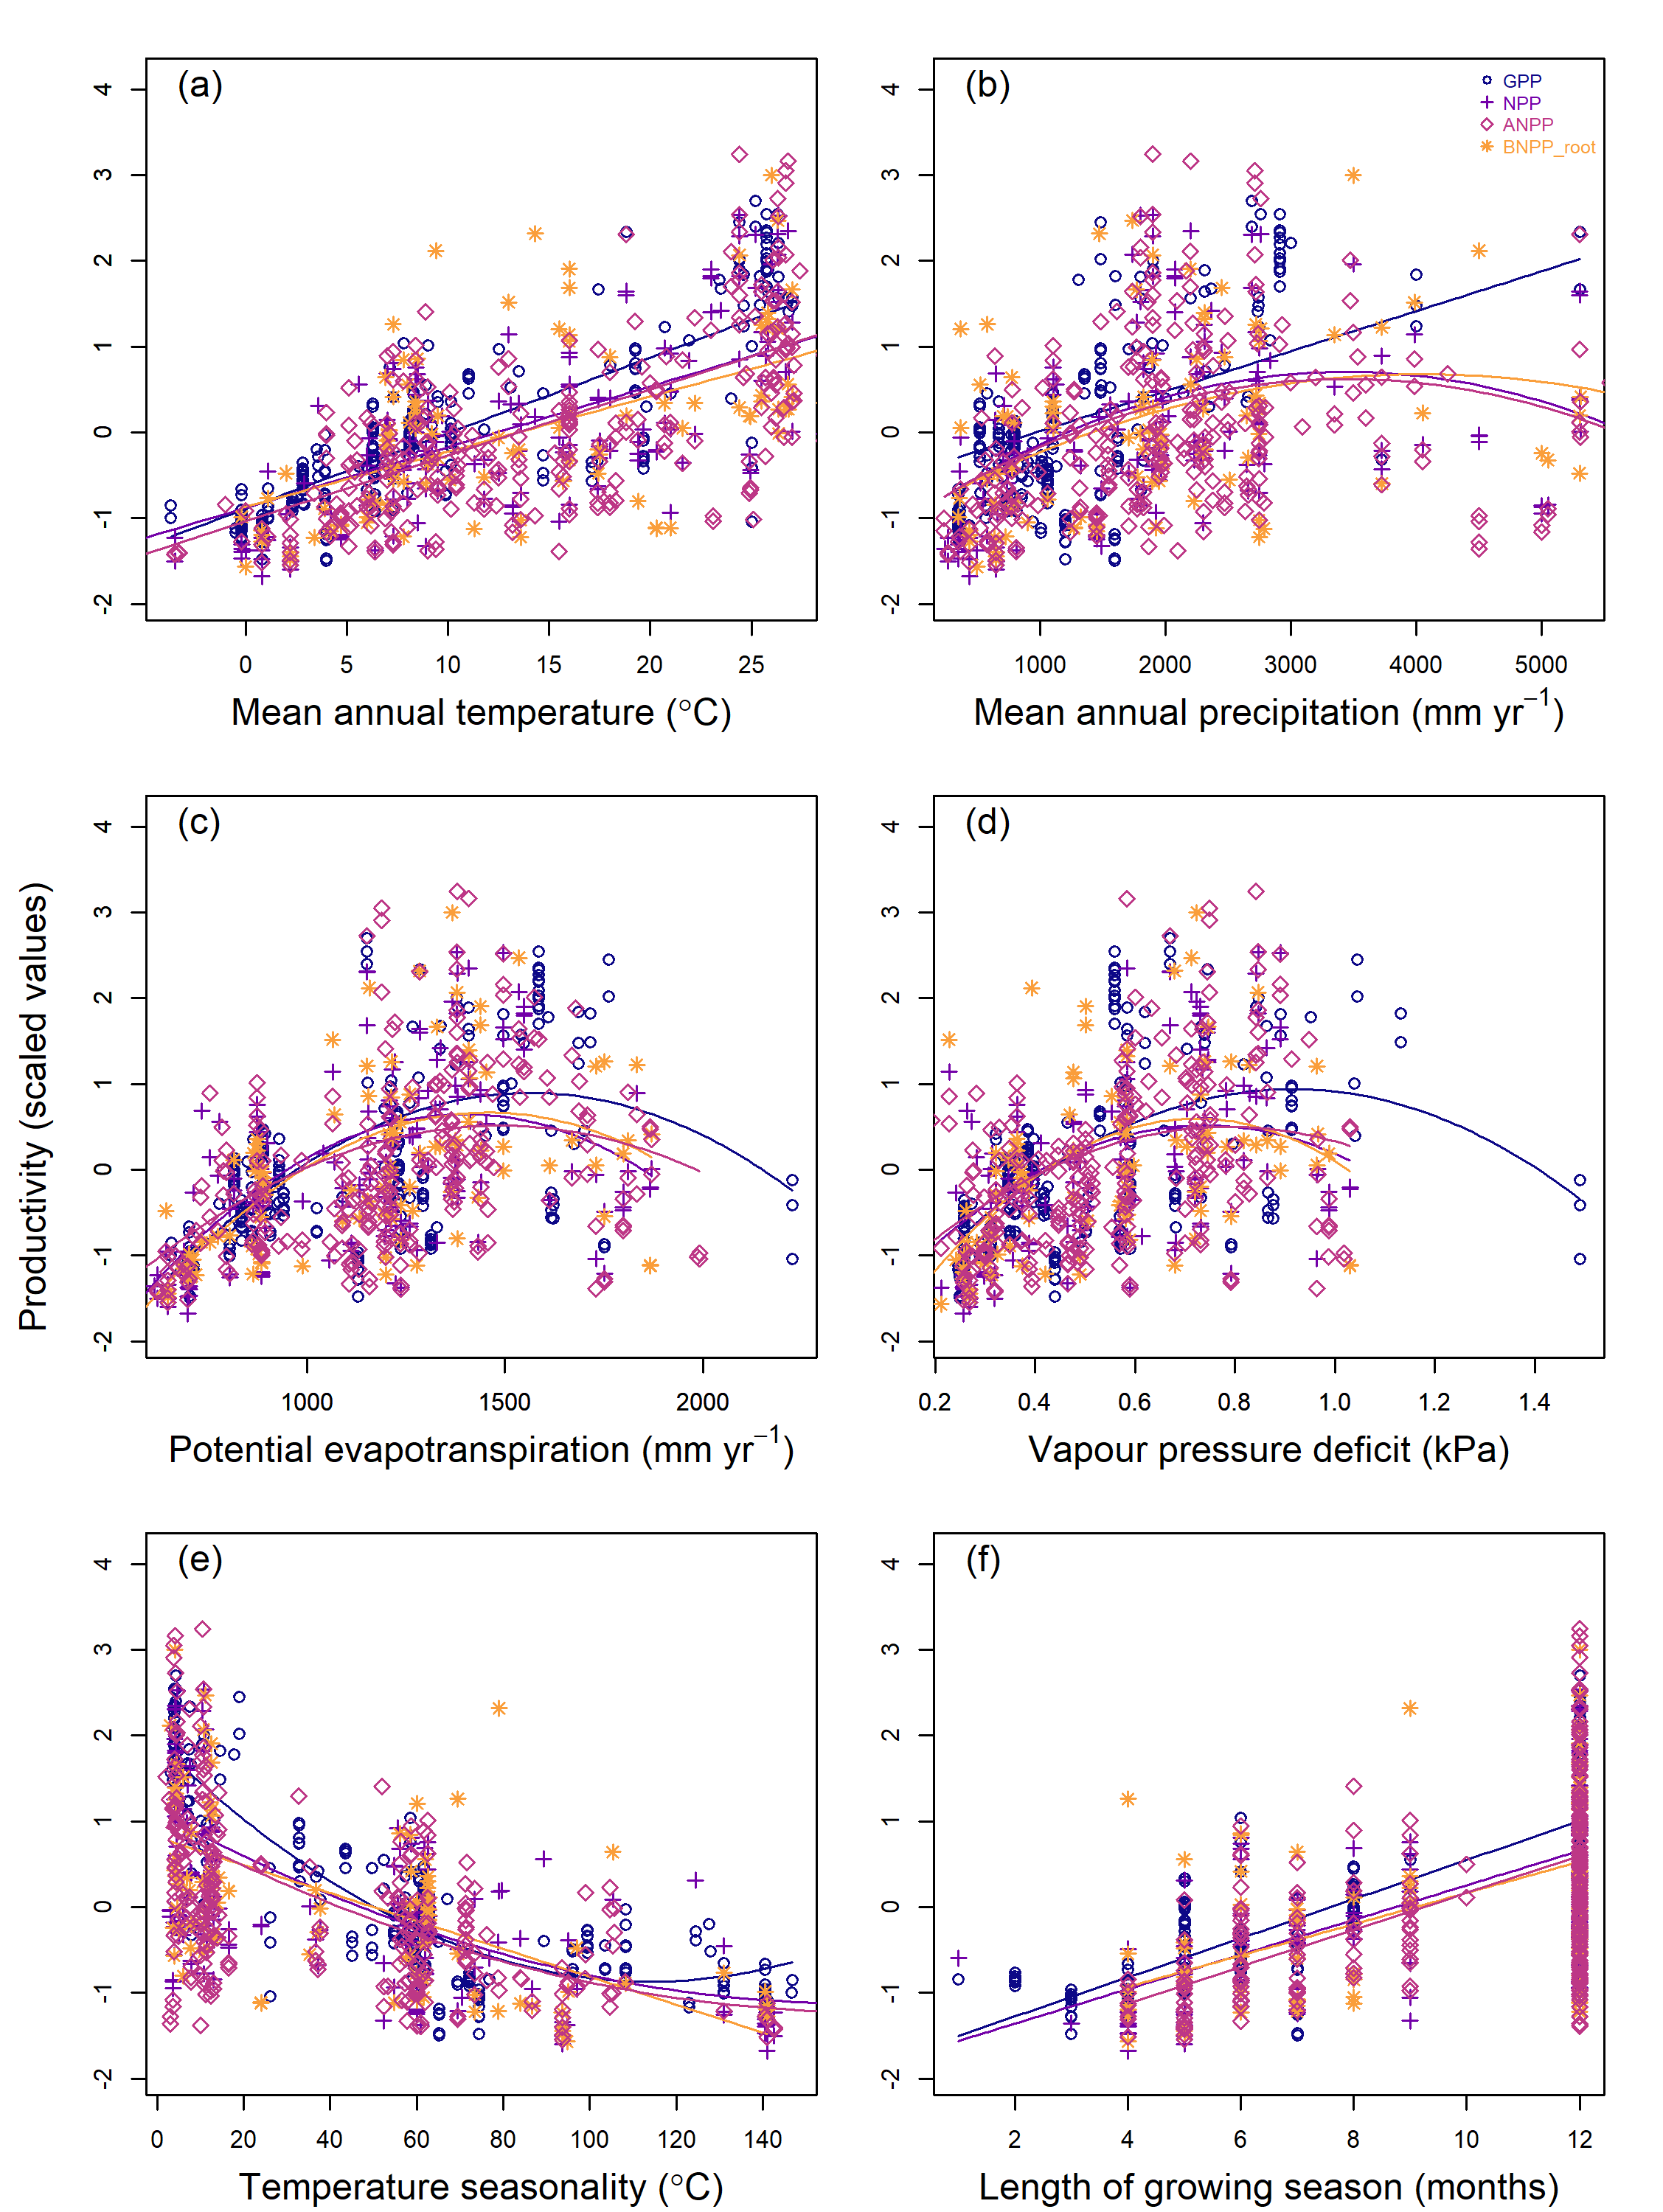 (a)
4
3
2
1
0
-1
-2
0 5 10 15 20 25
Mean annual temperature (°C)
(b)
GPP
NPP
ANPP
BNPP_root
4
3
2
1
0
-1
-2
1000 2000 3000 4000 5000
Mean annual precipitation (mm yr−1)
Productivity (scaled values)
(c)
4
3
2
1
0
-1
-2
1000 1500 2000
Potential evapotranspiration (mm yr−1)
(d)
4
3
2
1
0
-1
-2
0.2 0.4 0.6 0.8 1.0 1.2 1.4
Vapour pressure deficit (kPa)
(e)
4
3
2
1
0
-1
-2
0 20 40 60 80 100 120 140
Temperature seasonality (°C)
(f)
4
3
2
1
0
-1
-2
2 4 6 8 10 12
Length of growing season (months)